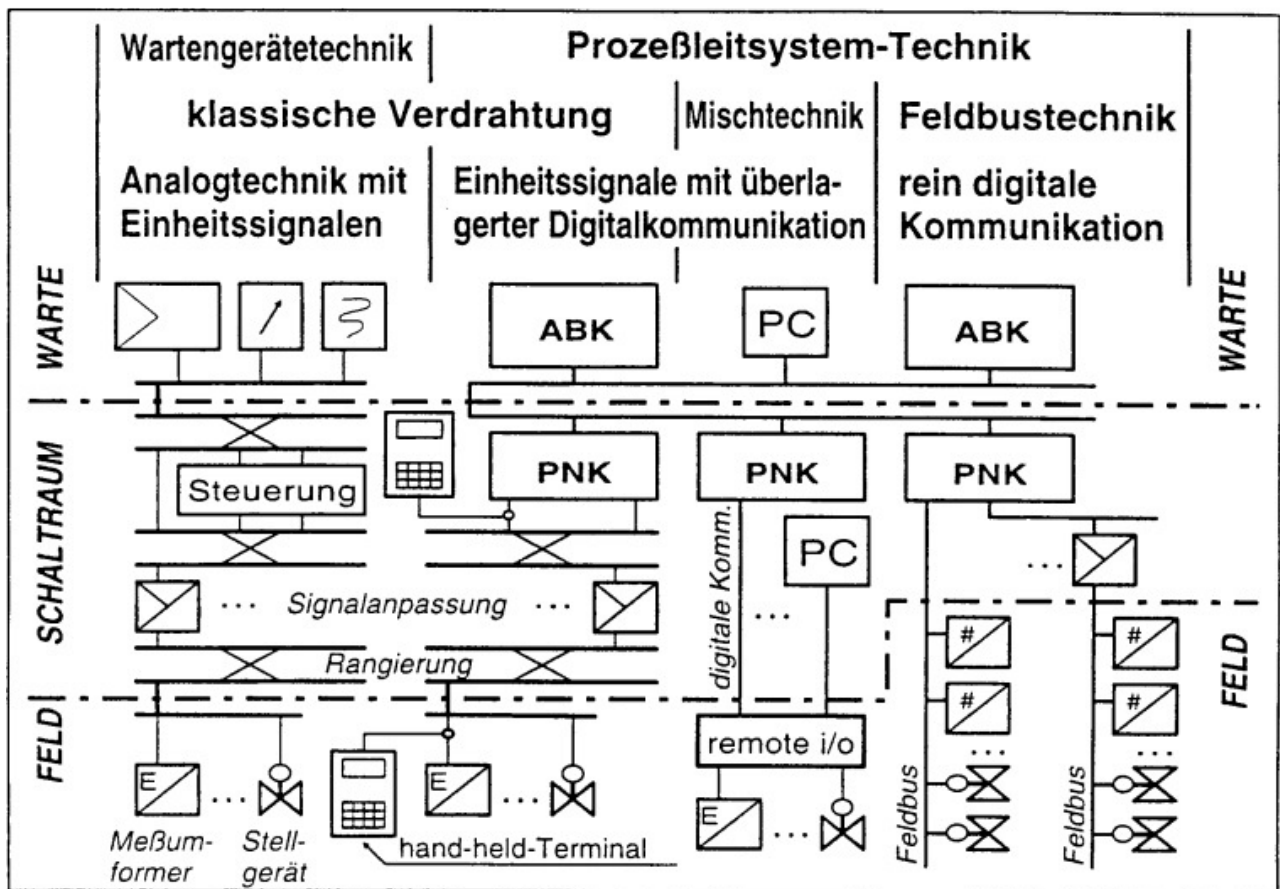 Wartengerätetechnik
Prozeßleitsystem-Technik
klassische Verdrahtung
Mischtechnik
Feldbustechnik
Analogtechnik mit
Einheitssignalen
Einheitssignale mit überla-
gerter Digitalkommunikation
rein digitale
Kommunikation
WARTE
ABK
PC
ABK
WARTE
SCHALTRAUM
Steuerung
PNK
PNK
PNK
digitale Komm.
PC
...
...
...
Signalanpassung
...
Rangierung
#
#
#
#
...
...
FELD
FELD
remote i/o
E
...
E
...
E
...
Feldbus
Feldbus
Meßum-
former
Stell-
gerät
hand-held-Terminal